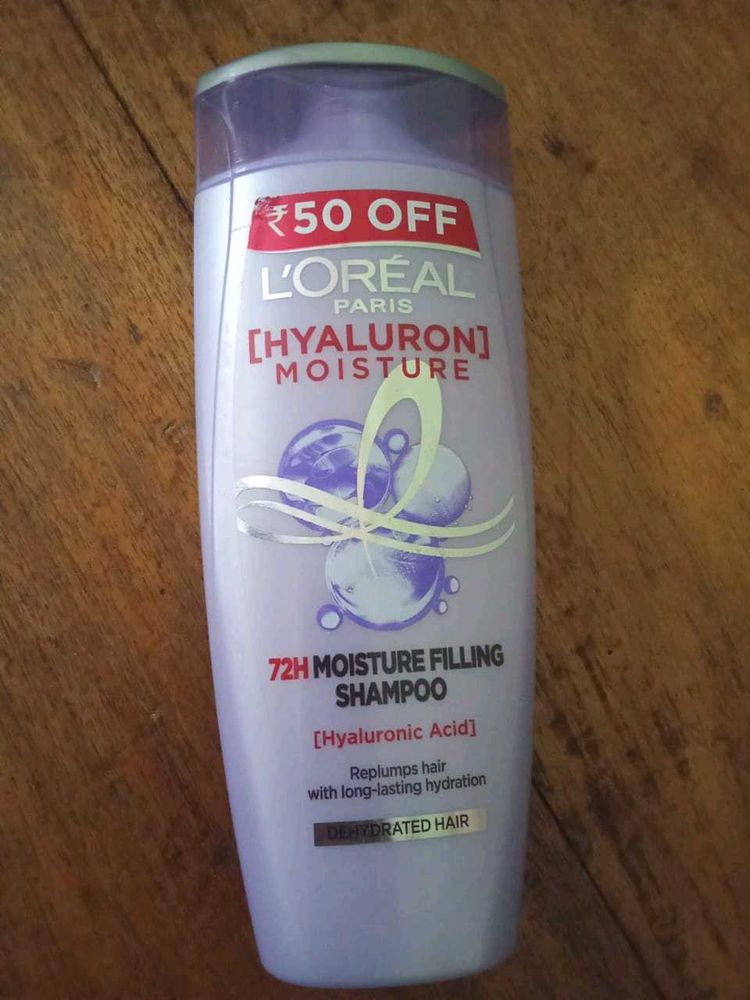 ₹50 OFF
L'ORÉAL
PARIS
[HYALURON]
MOISTURE
72H MOISTURE FILLING
SHAMPOO
[Hyaluronic Acid]
Replumps hair
with long-lasting hydration
DEHYDRATED HAIR